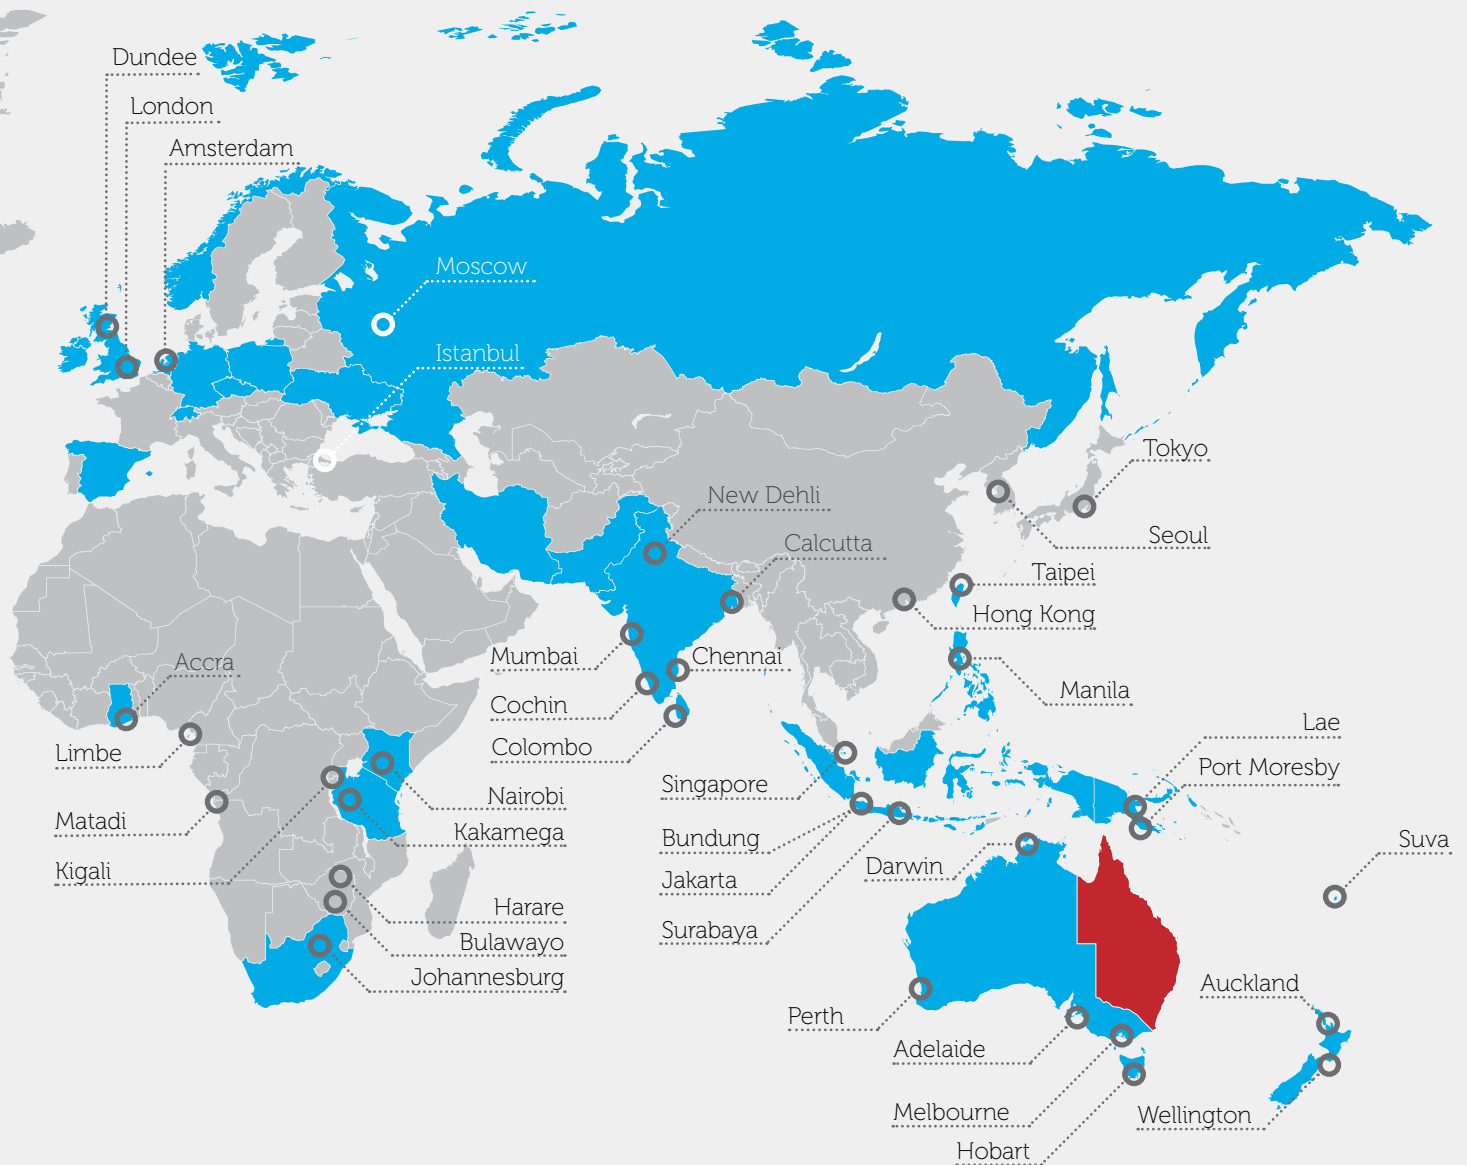 Dundee
London
Amsterdam
Moscow
Istanbul
Tokyo
New Dehli
Seoul
Calcutta
Taipei
Hong Kong
Mumbai
Chennai
Accra
Manila
Cochin
Lae
Colombo
Limbe
Port Moresby
Singapore
Nairobi
Matadi
Kakamega
Bundung
Suva
Darwin
Kigali
Jakarta
Harare
Surabaya
Bulawayo
Johannesburg
Auckland
Perth
Adelaide
Melbourne
Wellington
Hobart